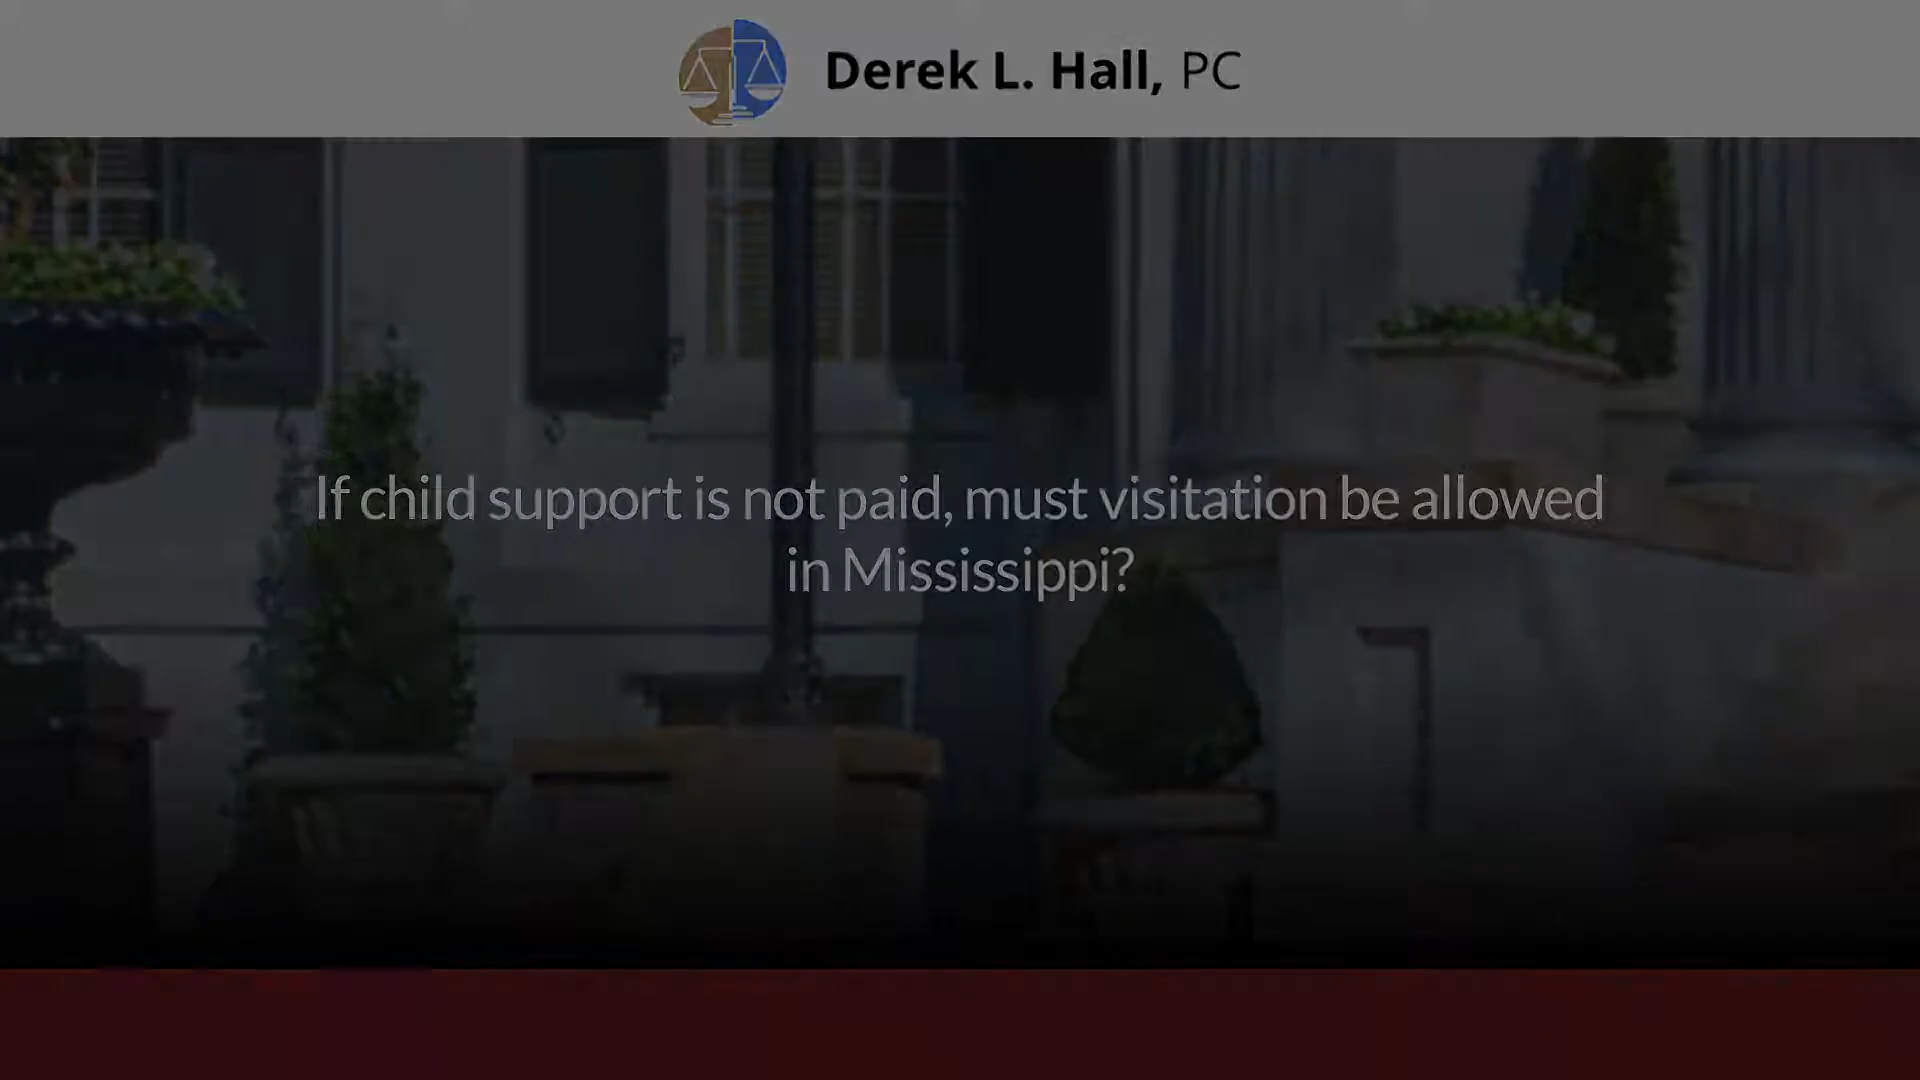 Derek L. Hall, PC
If child support is not paid, must visitation be allowed
in Mississippi?